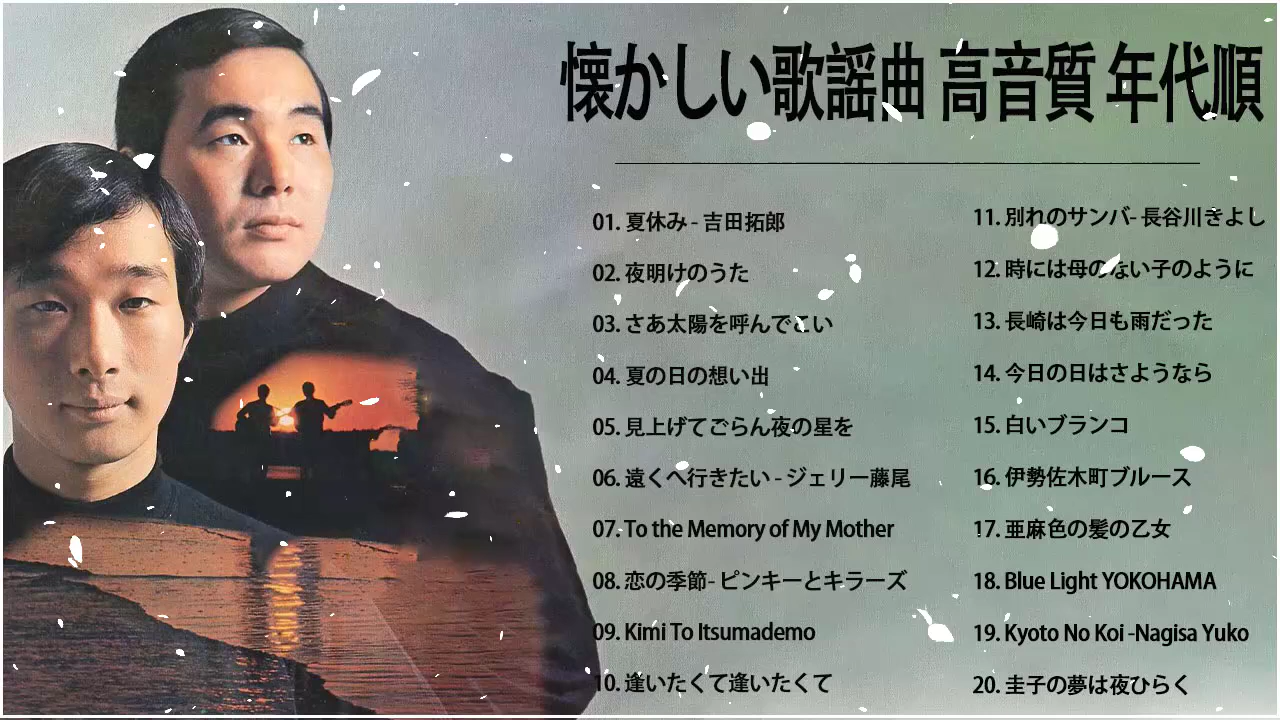 懐かしい歌謡曲 高音質 年代順
01. 夏休み - 吉田拓郎
02. 夜明けのうた
03. さあ太陽を呼んでこい
04. 夏の日の想い出
05. 見上げてごらん夜の星を
06. 遠くへ行きたい - ジェリー藤尾
07. To the Memory of My Mother
08. 恋の季節- ピンキーとキラーズ
09. Kimi To Itsumademo
10. 逢いたくて逢いたくて
11. 別れのサンバ- 長谷川きよし
12. 時には母のない子のように
13. 長崎は今日も雨だった
14. 今日の日はさようなら
15. 白いブランコ
16. 伊勢佐木町ブルース
17. 亜麻色の髪の乙女
18. Blue Light YOKOHAMA
19. Kyoto No Koi -Nagisa Yuko
20. 圭子の夢は夜ひらく